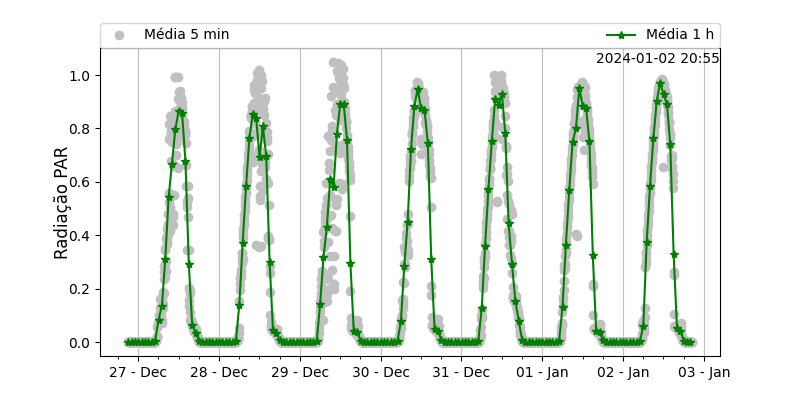 Média 5 min
Média 1 h
2024-01-02 20:55
Radiação PAR
1.0
0.8
0.6
0.4
0.2
0.0
27 - Dec
28 - Dec
29 - Dec
30 - Dec
31 - Dec
01 - Jan
02 - Jan
03 - Jan